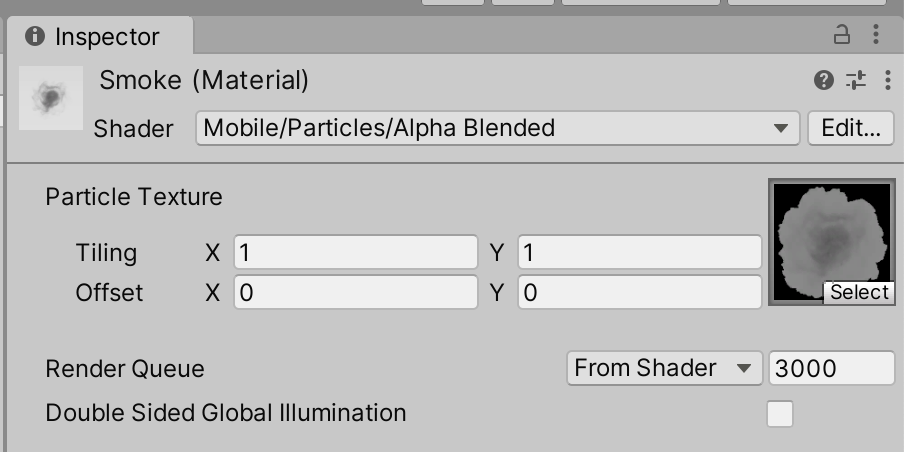 Inspector
Smoke (Material)
Shader Mobile/Particles/Alpha Blended Edit...
Particle Texture
Tiling X 1 Y 1
Offset X 0 Y 0
Select
Render Queue From Shader 3000
Double Sided Global Illumination